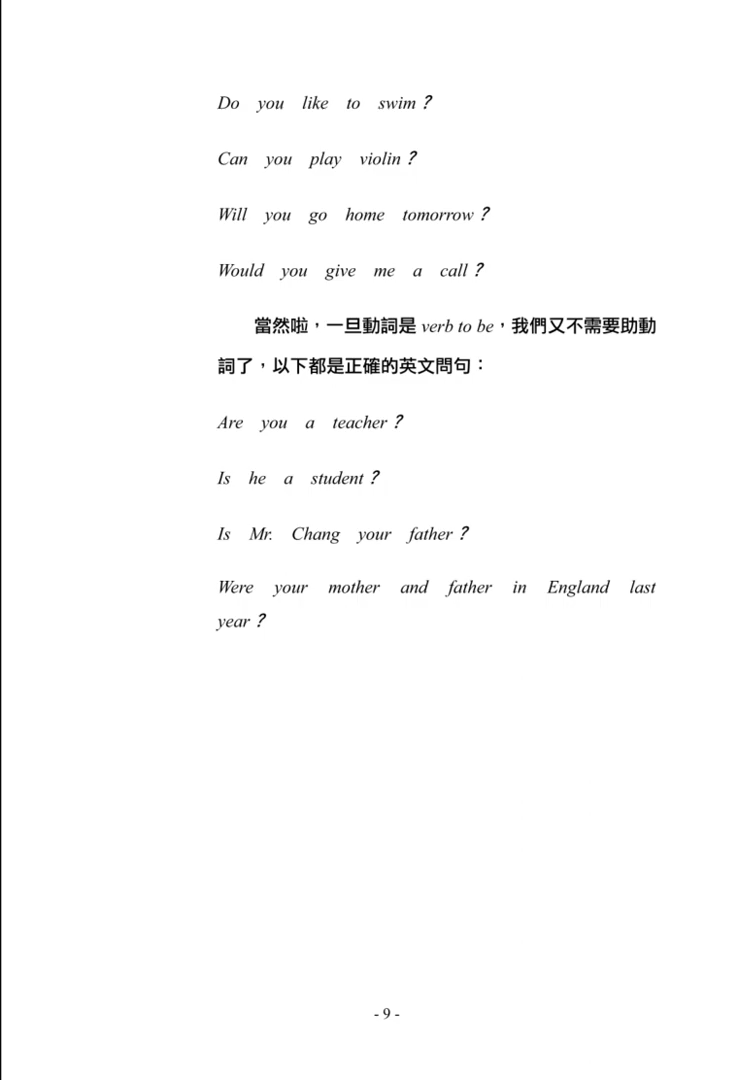 Do you like to swim？
Can you play violin？
Will you go home tomorrow？
Would you give me a call？
當然啦，一旦動詞是 verb to be，我們又不需要助動
詞了，以下都是正確的英文問句：
Are you a teacher？
Is he a student？
Is Mr. Chang your father？
Were your mother and father in England last
year？
- 9 -